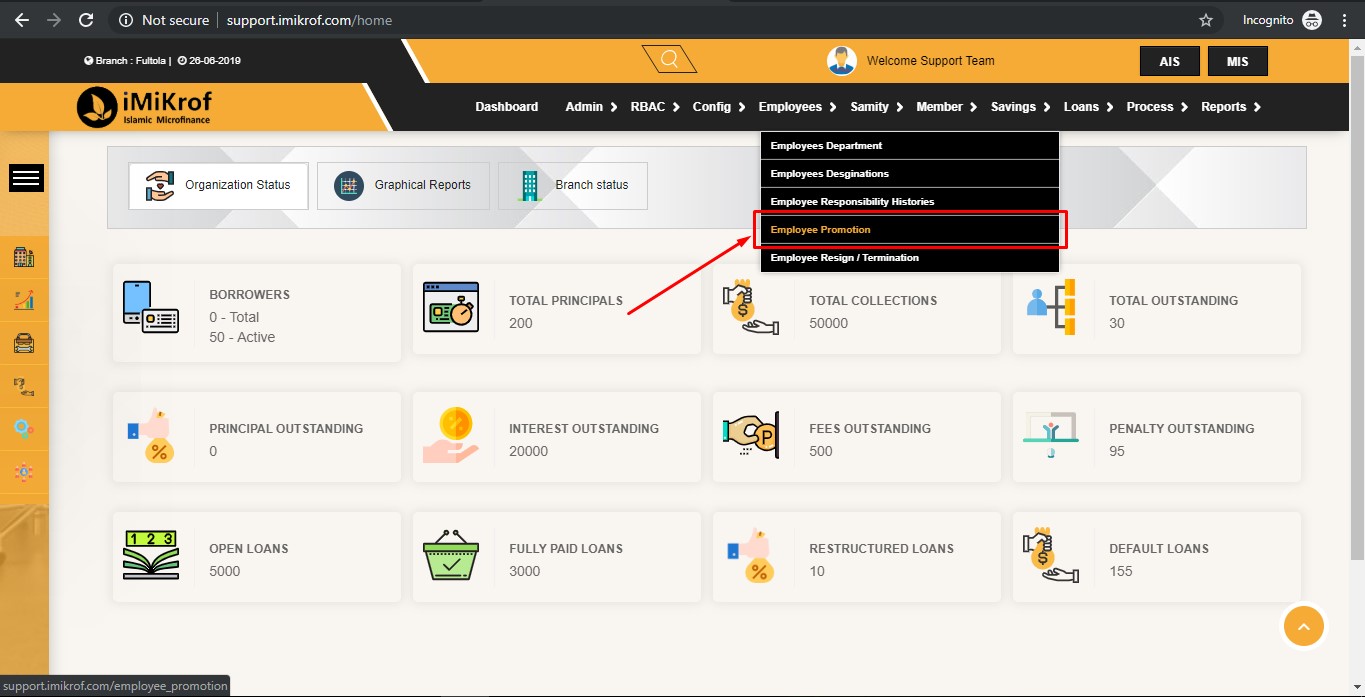 Not secure
support.imikrof.com/home
Incognito
Branch : Fultola | 26-06-2019
Welcome Support Team
AIS
MIS
iMiKrof
Islamic Microfinance
Dashboard
Admin
RBAC
Config
Employees
Samity
Member
Savings
Loans
Process
Reports
Employees Department
Employees Desginations
Employee Responsibility Histories
Employee Promotion
Employee Resign / Termination
Organization Status
Graphical Reports
Branch status
BORROWERS
0 - Total
50 - Active
TOTAL PRINCIPALS
200
TOTAL COLLECTIONS
50000
TOTAL OUTSTANDING
30
PRINCIPAL OUTSTANDING
0
INTEREST OUTSTANDING
20000
FEES OUTSTANDING
500
PENALTY OUTSTANDING
95
1 2 3
OPEN LOANS
5000
FULLY PAID LOANS
3000
RESTRUCTURED LOANS
10
DEFAULT LOANS
155
support.imikrof.com/employee_promotion